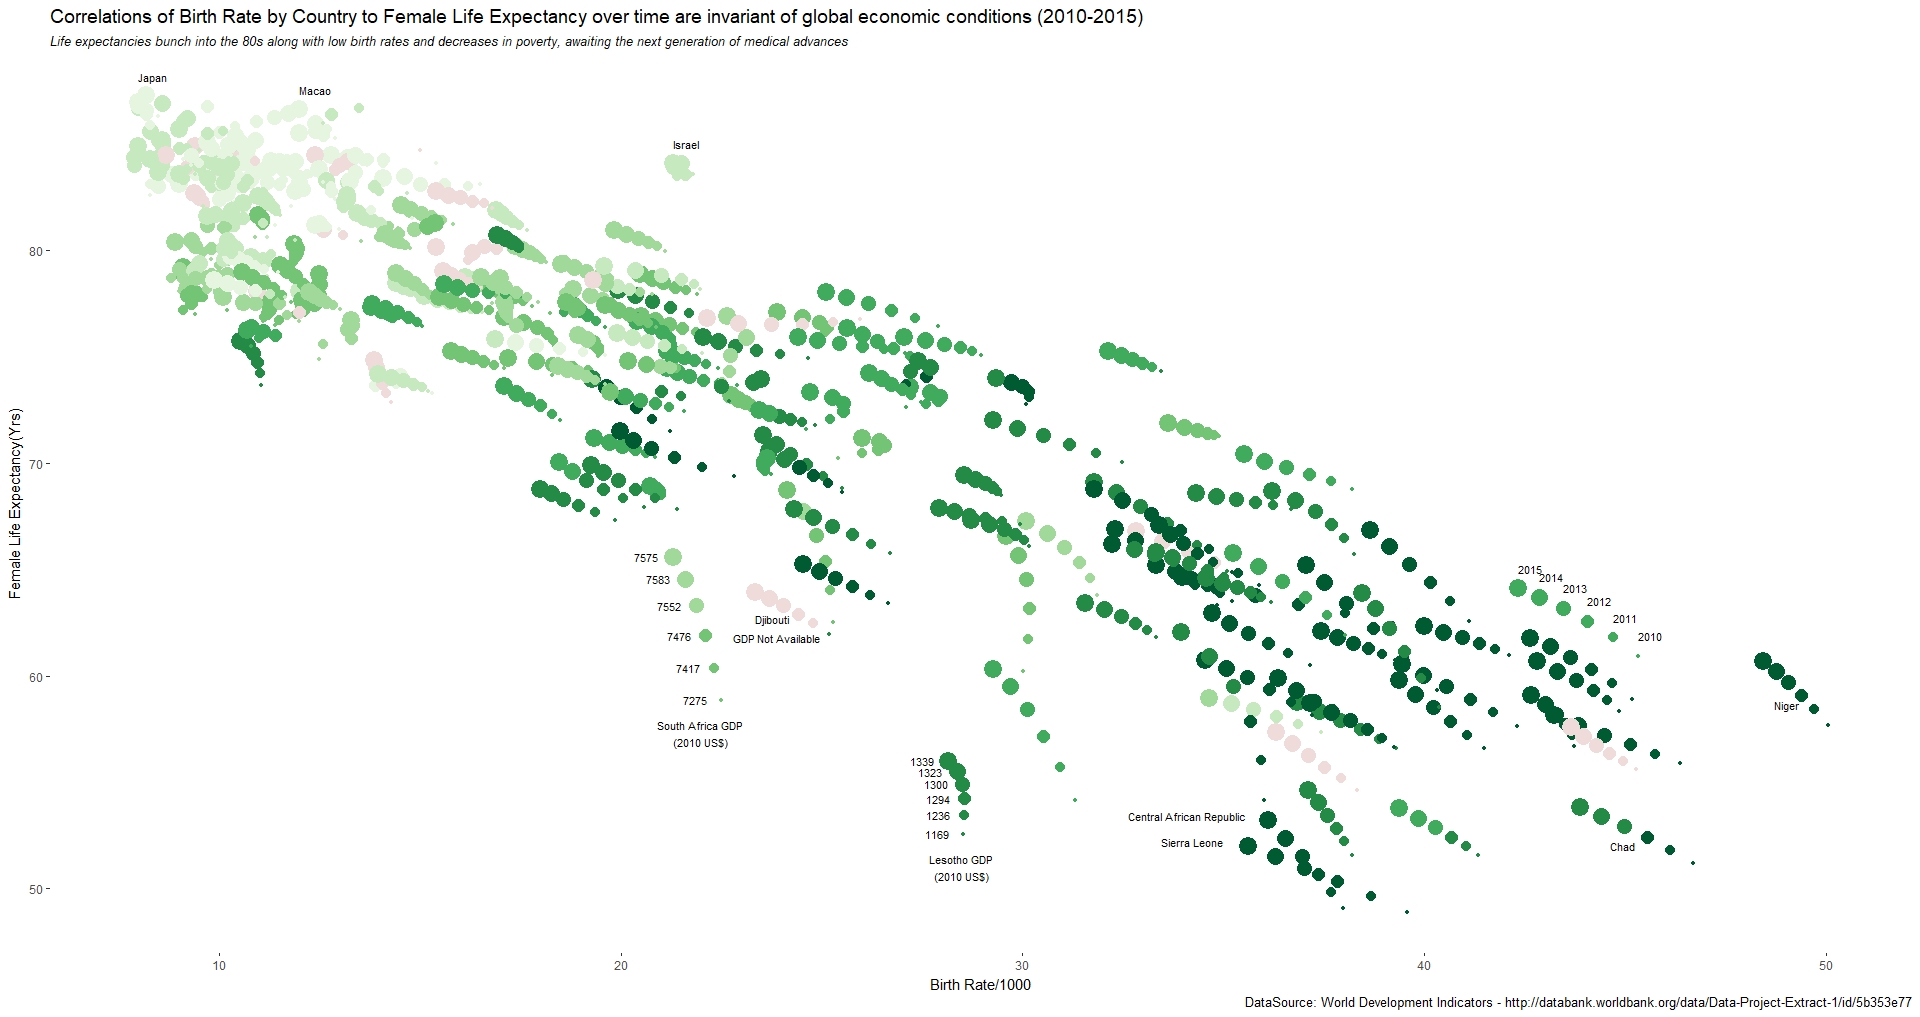 Correlations of Birth Rate by Country to Female Life Expectancy over time are invariant of global economic conditions (2010-2015)
Life expectancies bunch into the 80s along with low birth rates and decreases in poverty, awaiting the next generation of medical advances
Japan
Macao
Israel
80
70
60
50
Female Life Expectancy(Yrs)
7575
7583
7552
7476
7417
7275
South Africa GDP
(2010 US$)
Djibouti
GDP Not Available
2015
2014
2013
2012
2011
2010
Niger
1339
1323
1300
1294
1236
1169
Lesotho GDP
(2010 US$)
Central African Republic
Sierra Leone
Chad
10
20
30
40
50
Birth Rate/1000
DataSource: World Development Indicators - http://databank.worldbank.org/data/Data-Project-Extract-1/id/5b353e77